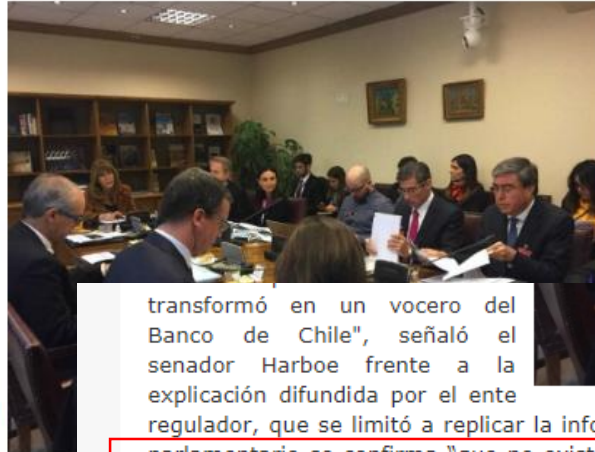 transformó en un vocero del
Banco de Chile", señaló el
senador Harboe frente a la
explicación difundida por el ente
regulador, que se limitó a replicar la info